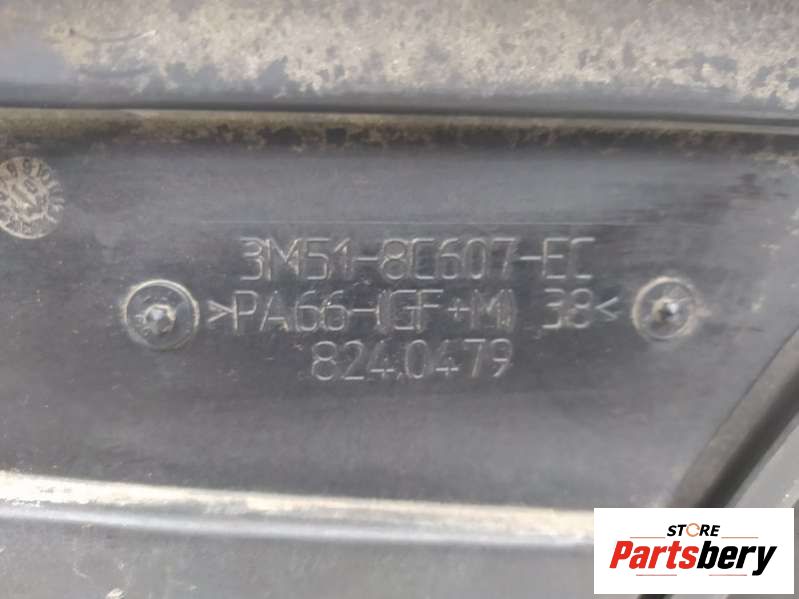 3M51-8C607-EC
>PA66-(GF+M) 38<
8240479
STORE
Partsbery